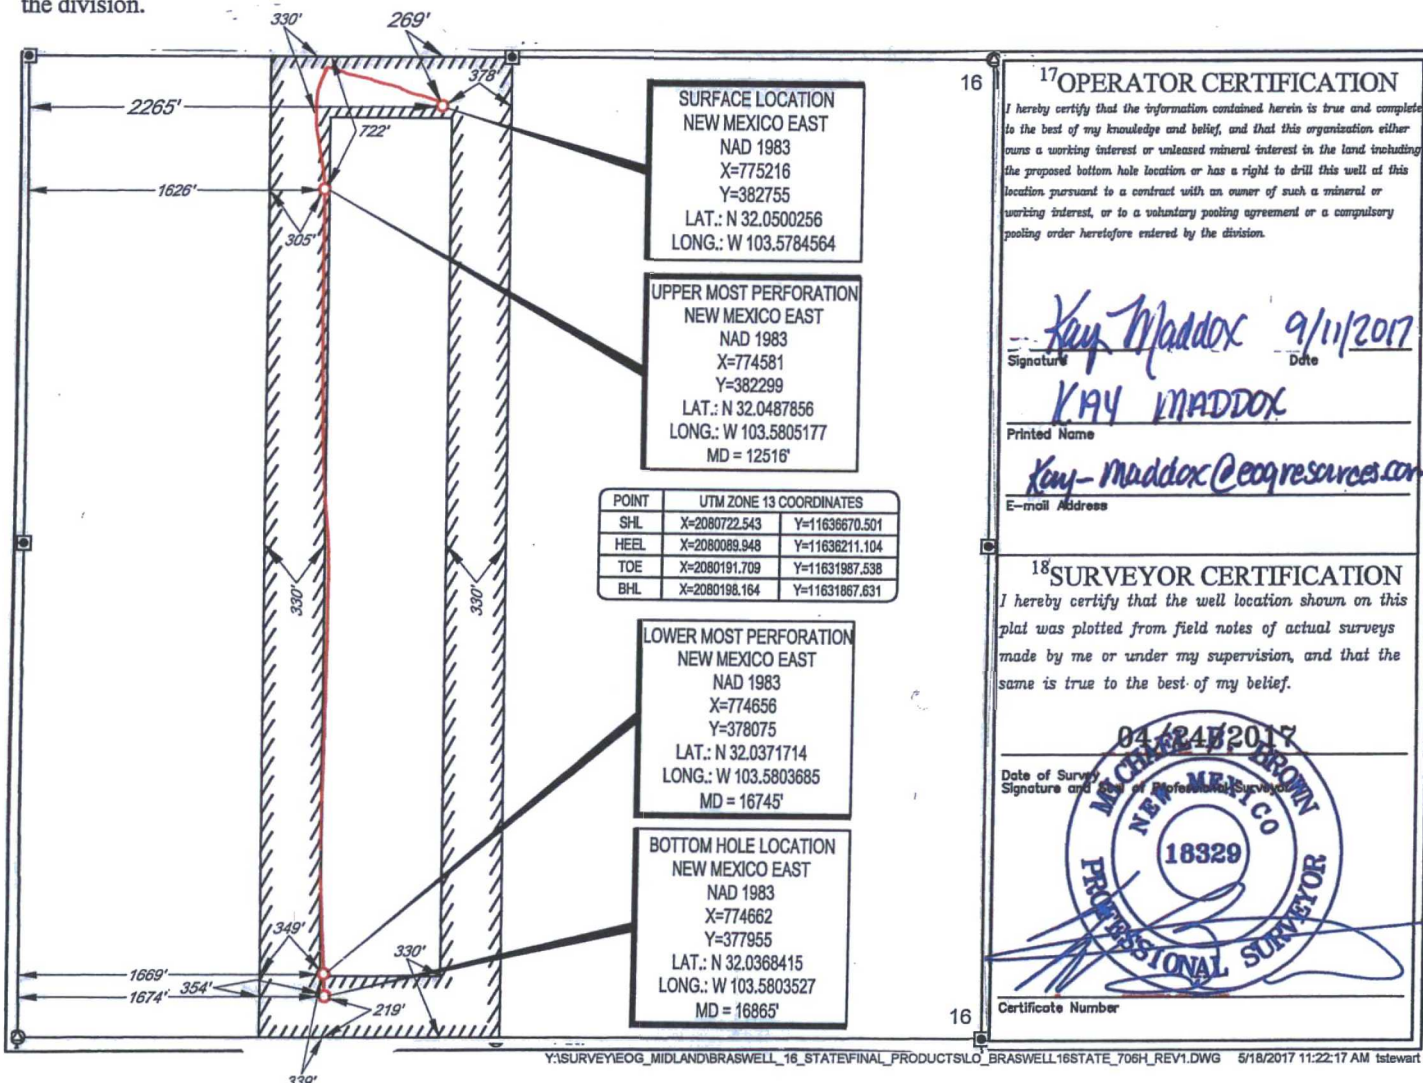 the division.
330'
269'
378'
2265'
722'
1626'
305'
330'
330'
349'
330'
1669'
354'
1674'
219'
339'
16
16
SURFACE LOCATION
NEW MEXICO EAST
NAD 1983
X=775216
Y=382755
LAT.: N 32.0500256
LONG.: W 103.5784564
UPPER MOST PERFORATION
NEW MEXICO EAST
NAD 1983
X=774581
Y=382299
LAT.: N 32.0487856
LONG.: W 103.5805177
MD = 12516'
POINT UTM ZONE 13 COORDINATES
SHL X=2080722.543 Y=11636670.501
HEEL X=2080089.948 Y=11636211.104
TOE X=2080191.709 Y=11631987.538
BHL X=2080198.164 Y=11631867.631
LOWER MOST PERFORATION
NEW MEXICO EAST
NAD 1983
X=774656
Y=378075
LAT.: N 32.0371714
LONG.: W 103.5803685
MD = 16745'
BOTTOM HOLE LOCATION
NEW MEXICO EAST
NAD 1983
X=774662
Y=377955
LAT.: N 32.0368415
LONG.: W 103.5803527
MD = 16865'
17 OPERATOR CERTIFICATION
I hereby certify that the information contained herein is true and complete
to the best of my knowledge and belief, and that this organization either
owns a working interest or unleased mineral interest in the land including
the proposed bottom hole location or has a right to drill this well at this
location pursuant to a contract with an owner of such a mineral or
working interest, or to a voluntary pooling agreement or a compulsory
pooling order heretofore entered by the division.
Kay Maddox 9/11/2017
Signature Date
KAY MADDOX
Printed Name
Kay-Maddox@eogresources.com
E-mail Address
18 SURVEYOR CERTIFICATION
I hereby certify that the well location shown on this
plat was plotted from field notes of actual surveys
made by me or under my supervision, and that the
same is true to the best of my belief.
04/24/2017
Date of Survey
Signature and Seal of Professional Surveyor
MICHAEL B. BROWN
NEW MEXICO
18329
PROFESSIONAL SURVEYOR
Certificate Number
Y:\SURVEY\EOG_MIDLAND\BRASWELL_16_STATE\FINAL_PRODUCTS\LO_BRASWELL16STATE_706H_REV1.DWG 5/18/2017 11:22:17 AM tstewart